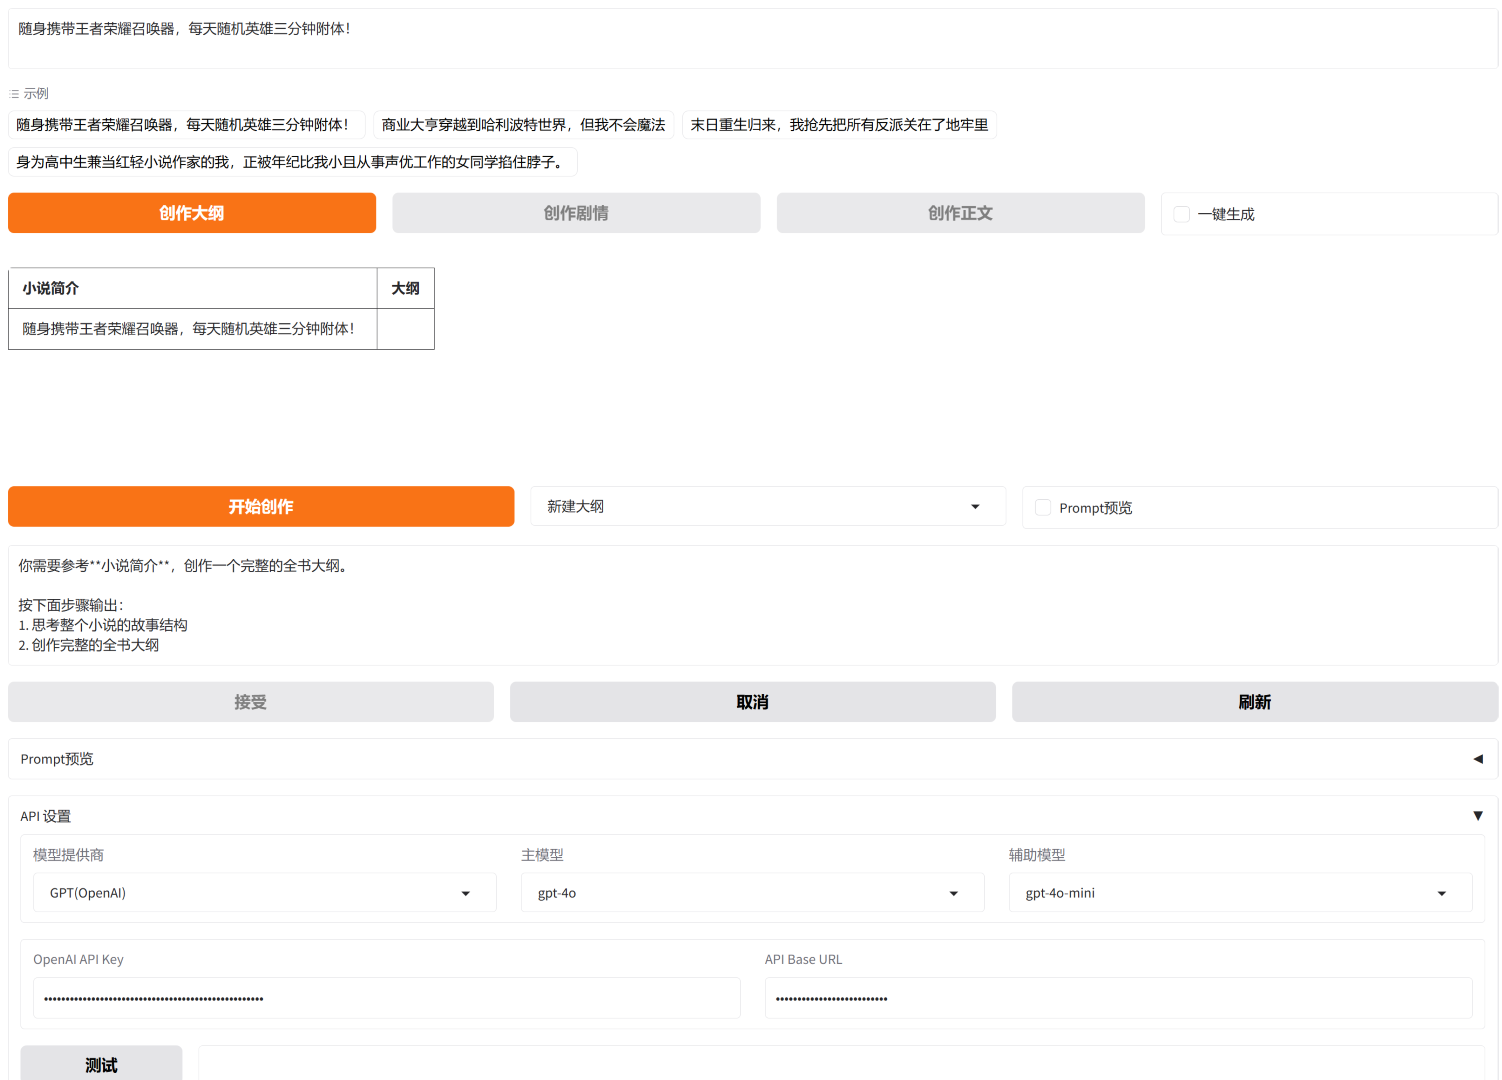 随身携带王者荣耀召唤器，每天随机英雄三分钟附体！
示例
随身携带王者荣耀召唤器，每天随机英雄三分钟附体！ 商业大亨穿越到哈利波特世界，但我不会魔法 末日重生归来，我抢先把所有反派关在了地牢里
身为高中生兼当红轻小说作家的我，正被年纪比我小且从事声优工作的女同学掐住脖子。
创作大纲 创作剧情 创作正文 一键生成
小说简介 大纲
随身携带王者荣耀召唤器，每天随机英雄三分钟附体！
开始创作 新建大纲 Prompt预览
你需要参考**小说简介**，创作一个完整的全书大纲。
按下面步骤输出：
1. 思考整个小说的故事结构
2. 创作完整的全书大纲
接受 取消 刷新
Prompt预览
API 设置
模型提供商 主模型 辅助模型
GPT(OpenAI) gpt-4o gpt-4o-mini
OpenAI API Key API Base URL
测试